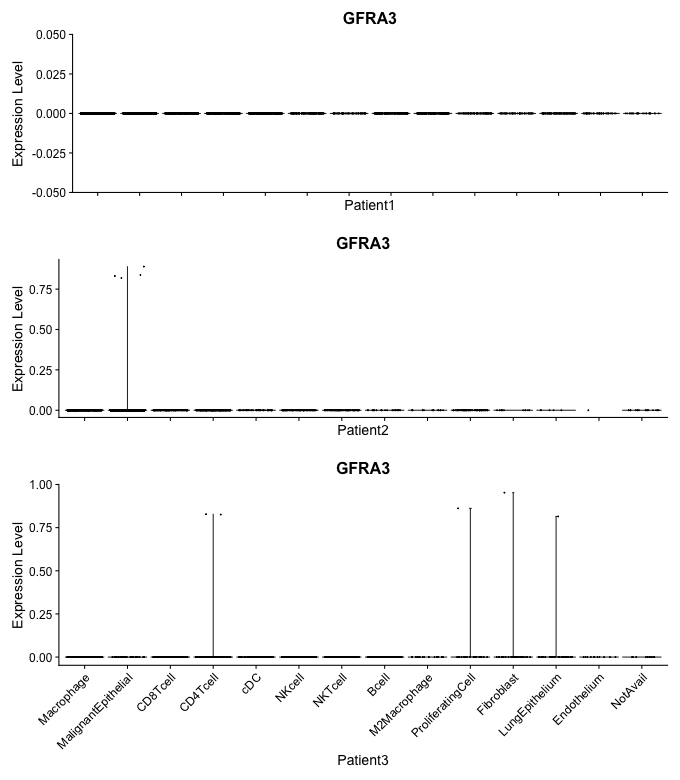 GFRA3
Expression Level
0.050
0.025
0.000
-0.025
-0.050
Patient1
GFRA3
Expression Level
0.75
0.50
0.25
0.00
Patient2
GFRA3
Expression Level
1.00
0.75
0.50
0.25
0.00
Macrophage
MalignantEpithelial
CD8Tcell
CD4Tcell
cDC
NKcell
NKTcell
Bcell
M2Macrophage
ProliferatingCell
Fibroblast
LungEpithelium
Endothelium
NotAvail
Patient3